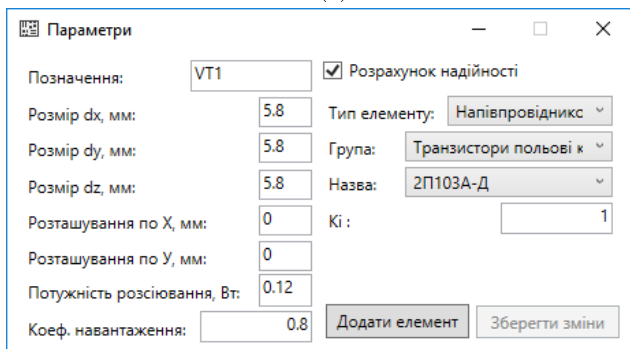 Параметри
Позначення: VT1
Розмір dx, мм: 5.8
Розмір dy, мм: 5.8
Розмір dz, мм: 5.8
Розташування по X, мм: 0
Розташування по У, мм: 0
Потужність розсіювання, Вт: 0.12
Коеф. навантаження: 0.8
Розрахунок надійності
Тип елементу: Напівпровідникс
Група: Транзистори польові к
Назва: 2П103А-Д
Кі : 1
Додати елемент
Зберегти зміни